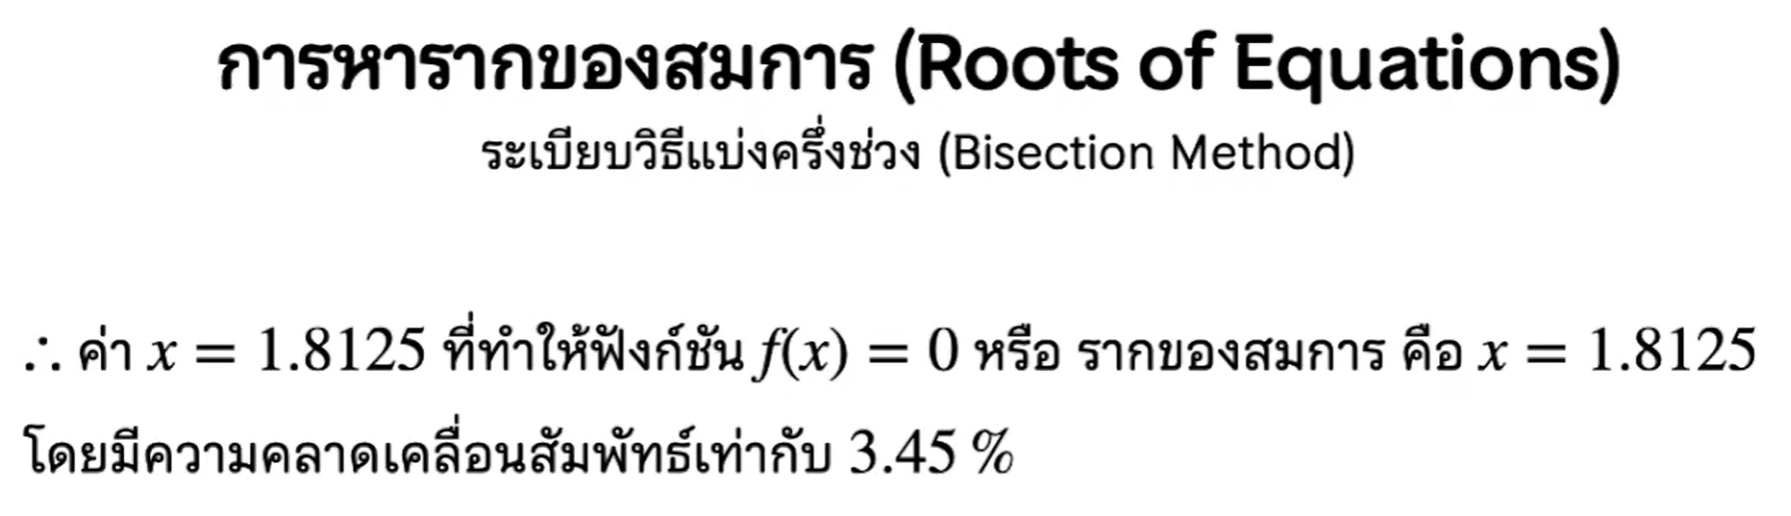 การหารากของสมการ (Roots of Equations)
ระเบียบวิธีแบ่งครึ่งช่วง (Bisection Method)
∴ ค่า x = 1.8125 ที่ทำให้ฟังก์ชัน f(x) = 0 หรือ รากของสมการ คือ x = 1.8125
โดยมีความคลาดเคลื่อนสัมพัทธ์เท่ากับ 3.45 %